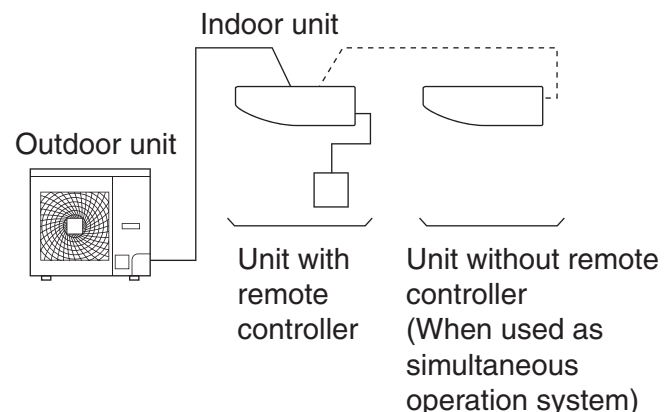 Indoor unit
Outdoor unit
Unit with
remote
controller
Unit without remote
controller
(When used as
simultaneous
operation system)